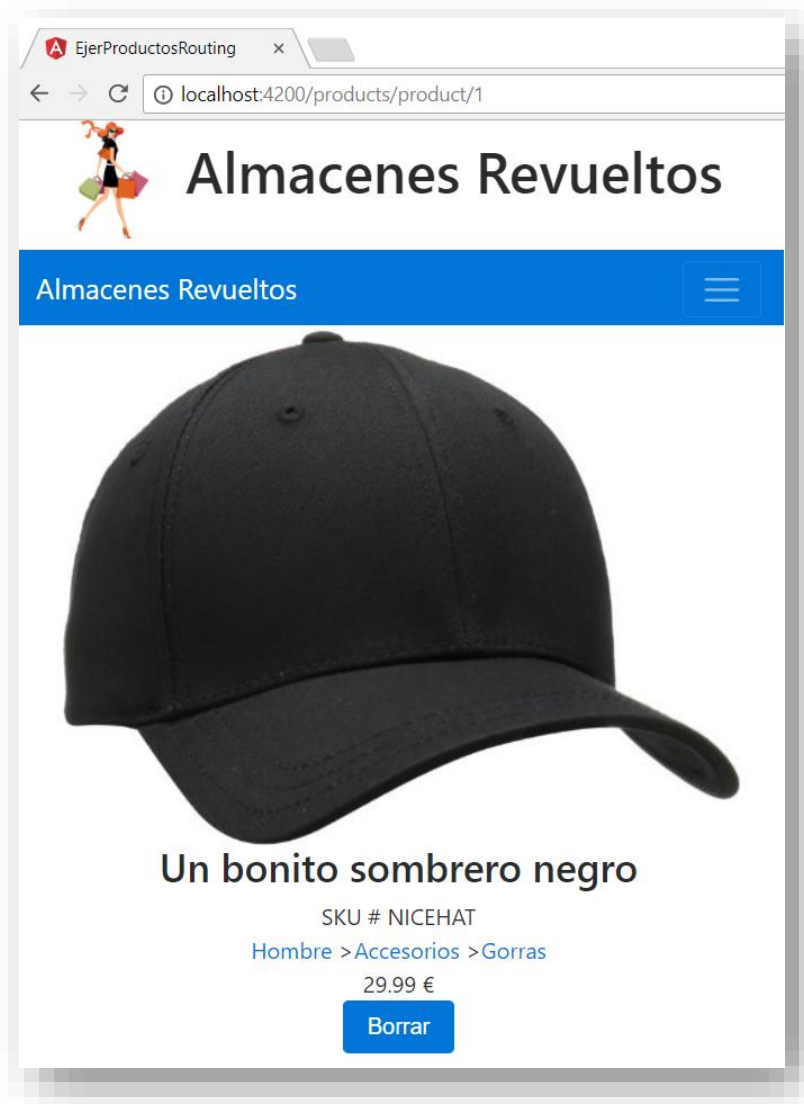 EjerProductosRouting
localhost:4200/products/product/1
Almacenes Revueltos
Almacenes Revueltos
Un bonito sombrero negro
SKU # NICEHAT
Hombre >Accesorios >Gorras
29.99 €
Borrar